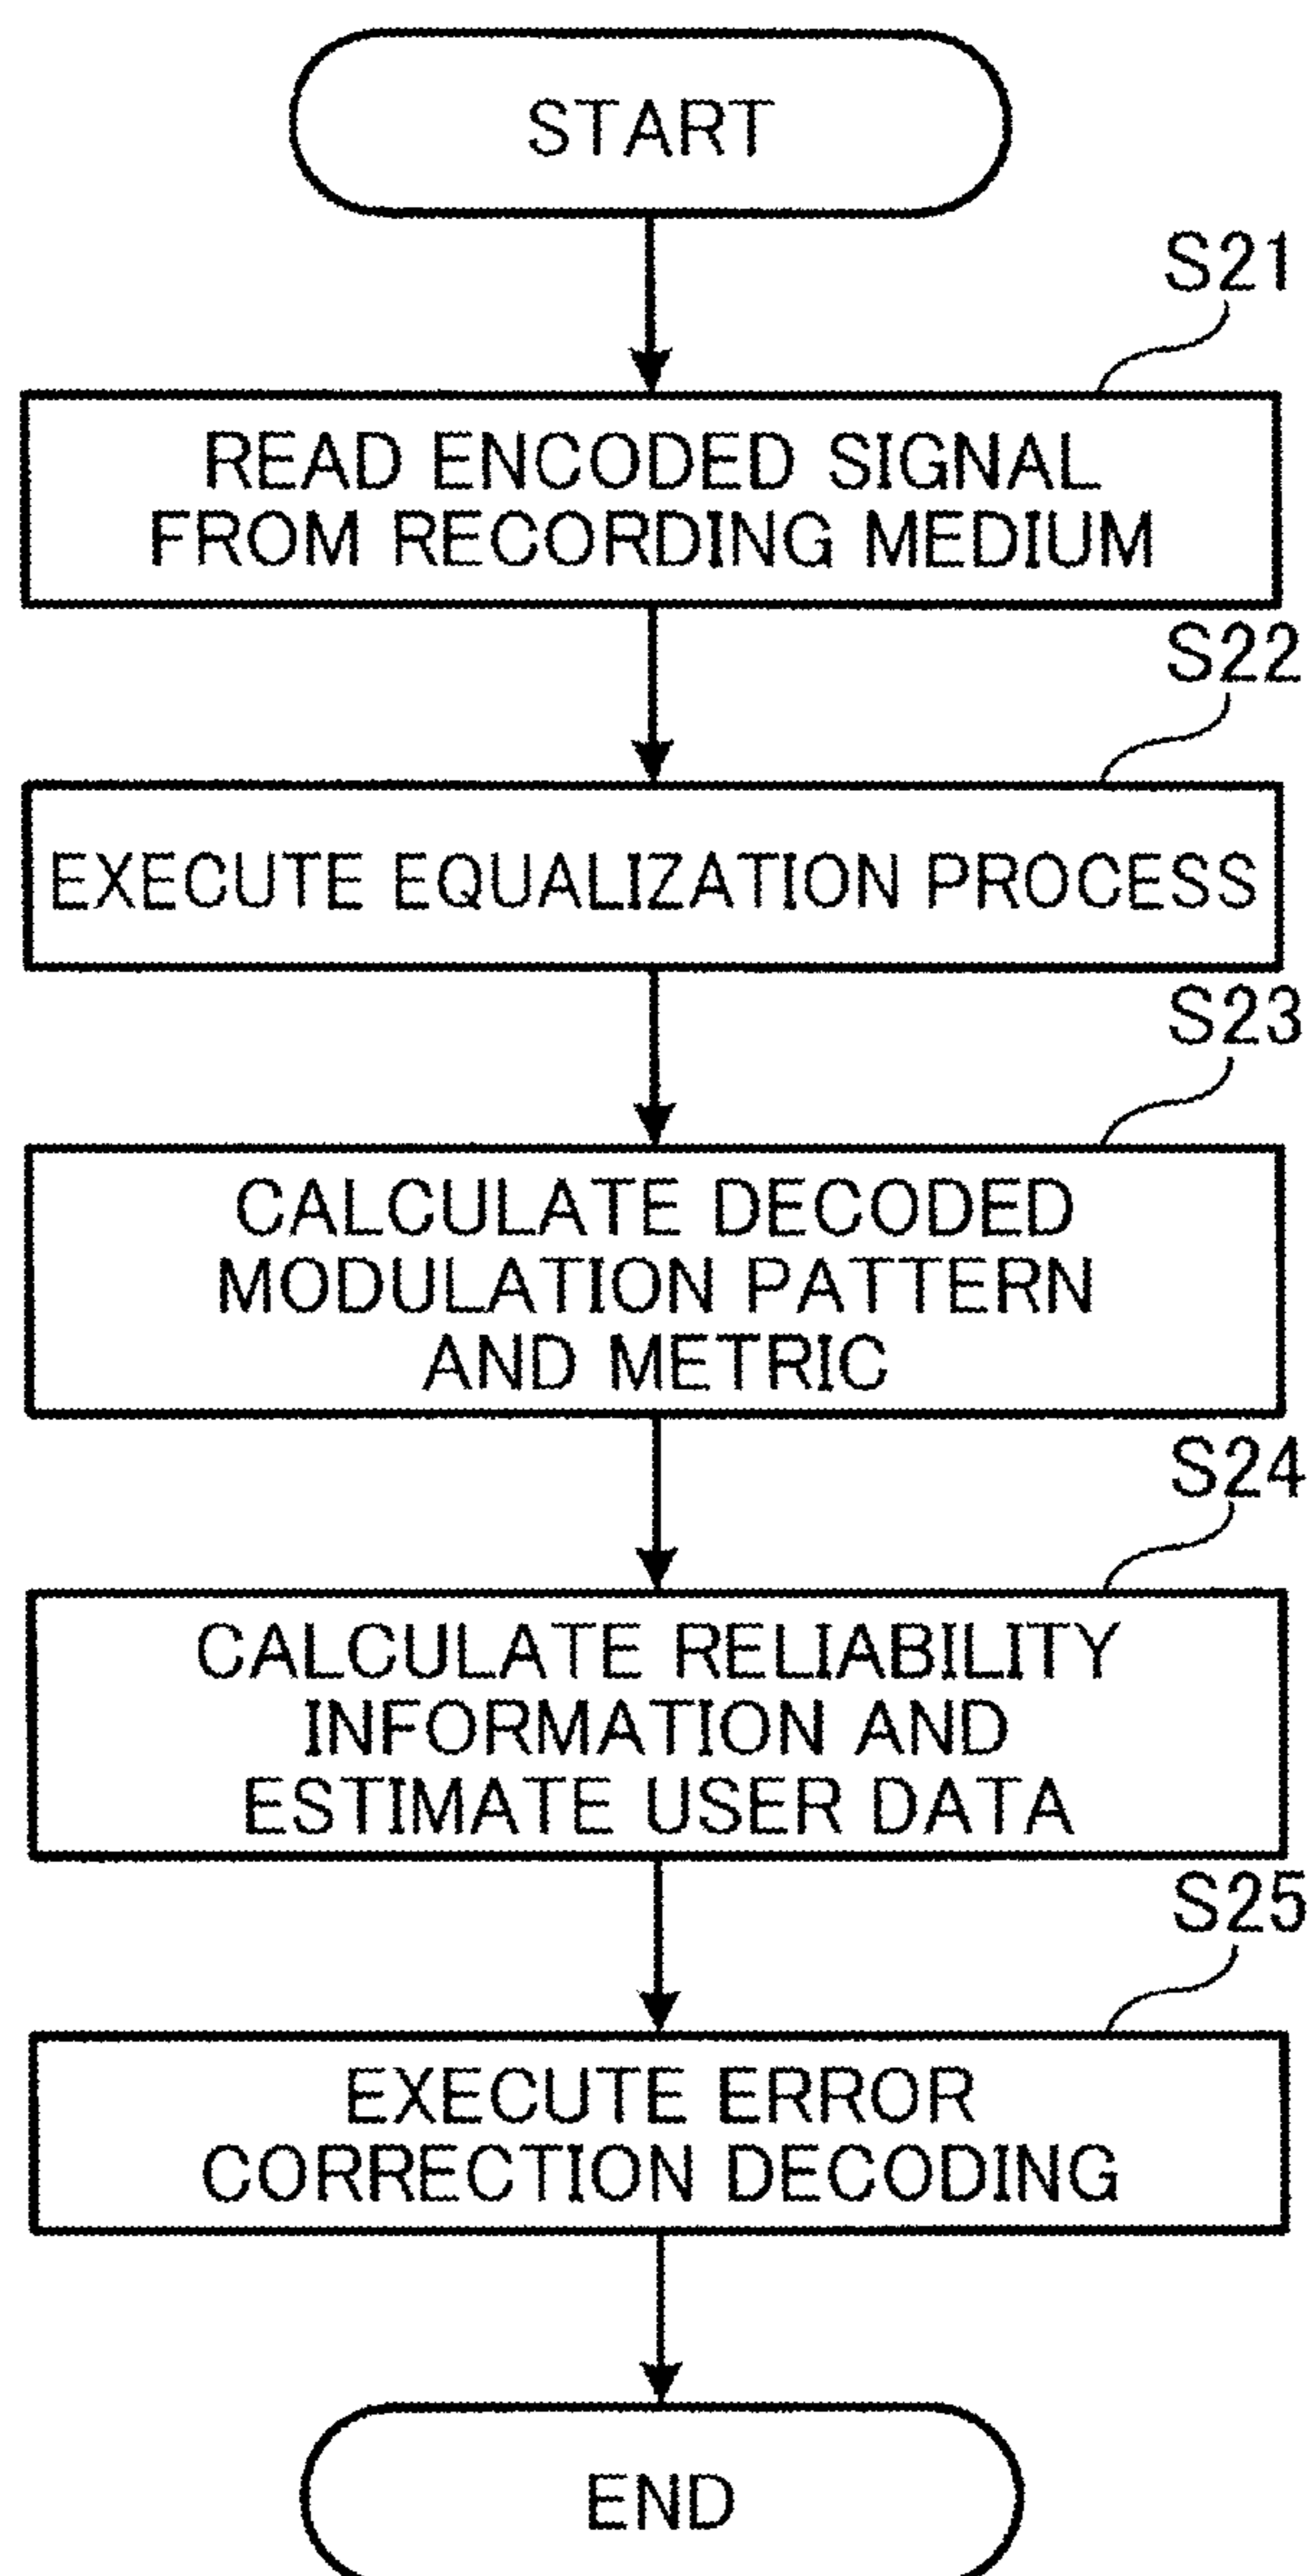 START
S21
READ ENCODED SIGNAL
FROM RECORDING MEDIUM
S22
EXECUTE EQUALIZATION PROCESS
S23
CALCULATE DECODED
MODULATION PATTERN
AND METRIC
S24
CALCULATE RELIABILITY
INFORMATION AND
ESTIMATE USER DATA
S25
EXECUTE ERROR
CORRECTION DECODING
END